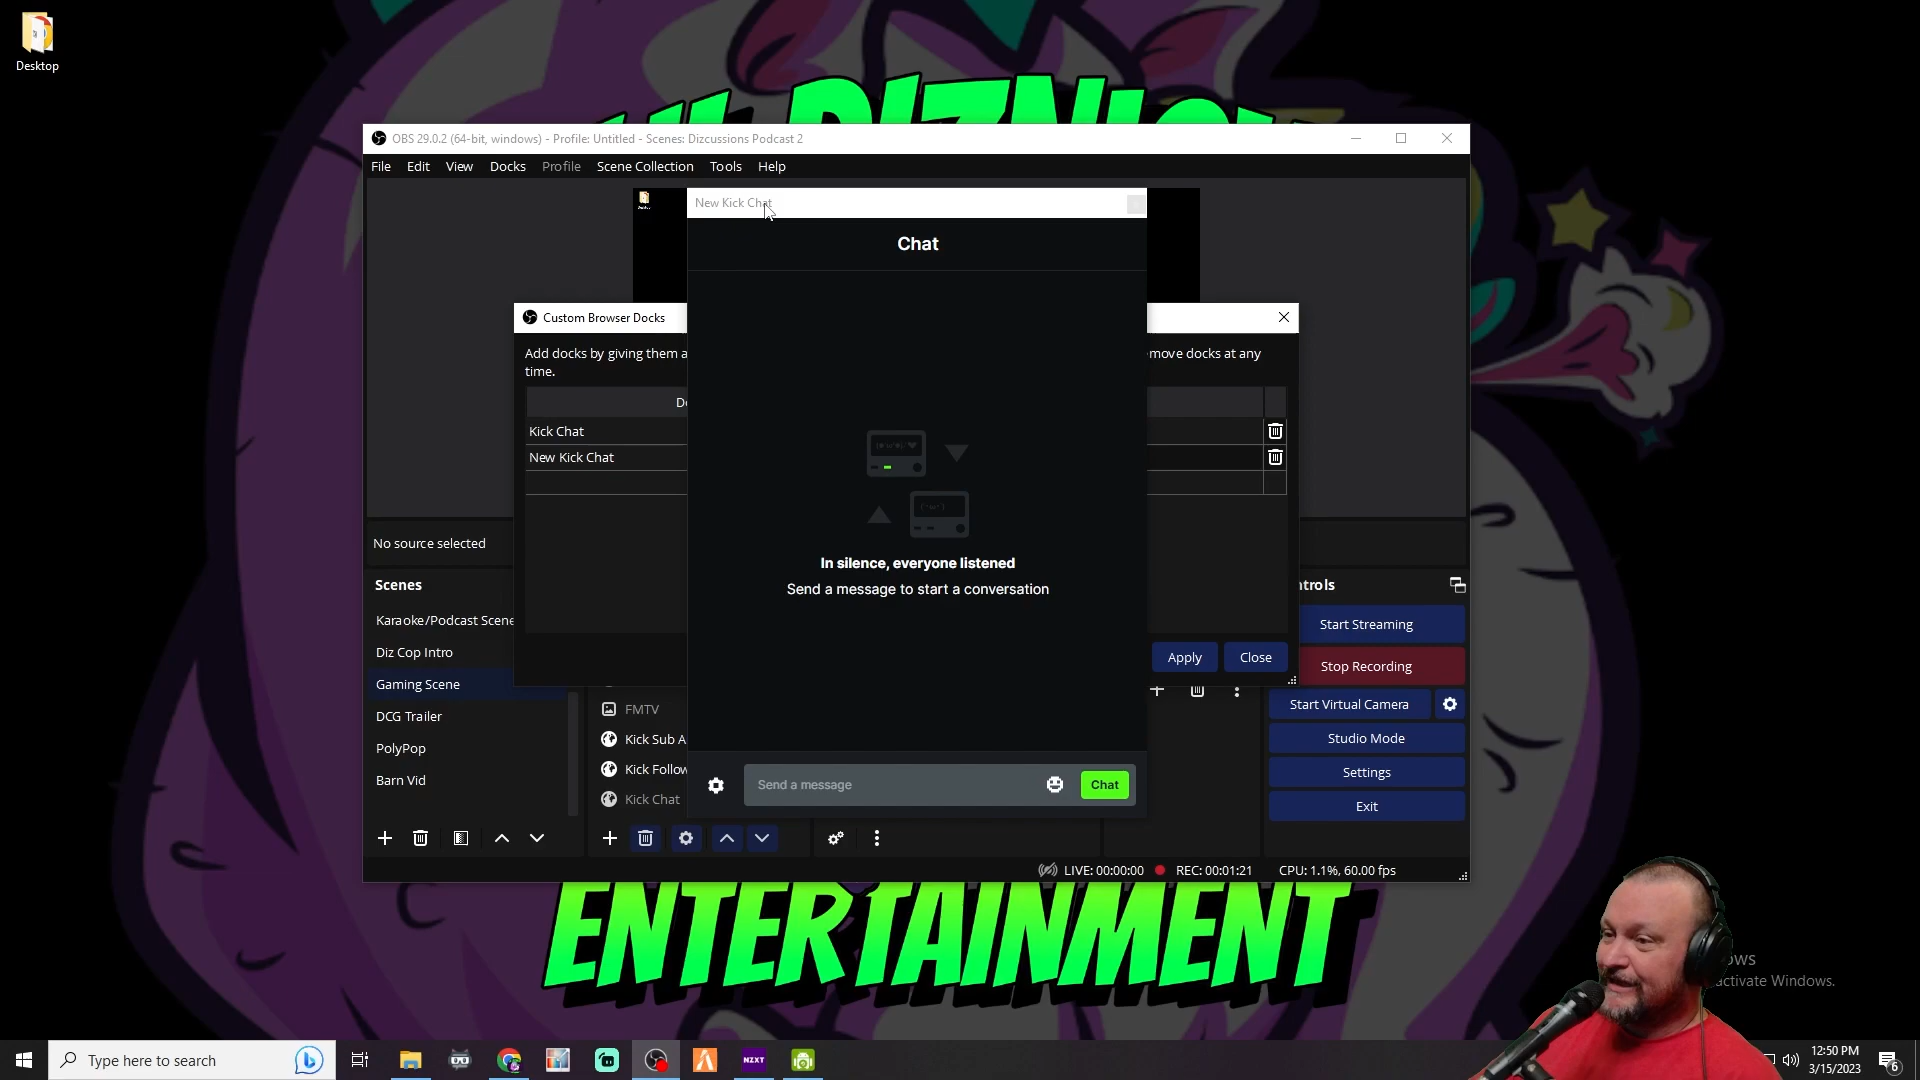 Desktop
OBS 29.0.2 (64-bit, windows) - Profile: Untitled - Scenes: Dizcussions Podcast 2
File Edit View Docks Profile Scene Collection Tools Help
New Kick Chat
Chat
Custom Browser Docks
Add docks by giving them a
move docks at any
time.
Kick Chat
New Kick Chat
In silence, everyone listened
Send a message to start a conversation
No source selected
Scenes
Karaoke/Podcast Scene
Diz Cop Intro
Gaming Scene
DCG Trailer
PolyPop
Barn Vid
FMTV
Kick Sub A
Kick Follow
Kick Chat
Apply
Close
ntrols
Start Streaming
Stop Recording
Start Virtual Camera
Studio Mode
Settings
Exit
Send a message
Chat
LIVE: 00:00:00 REC: 00:01:21 CPU: 1.1%, 60.00 fps
ENTERTAINMENT
ows
activate Windows.
Type here to search
NZXT
12:50 PM
3/15/2023
6